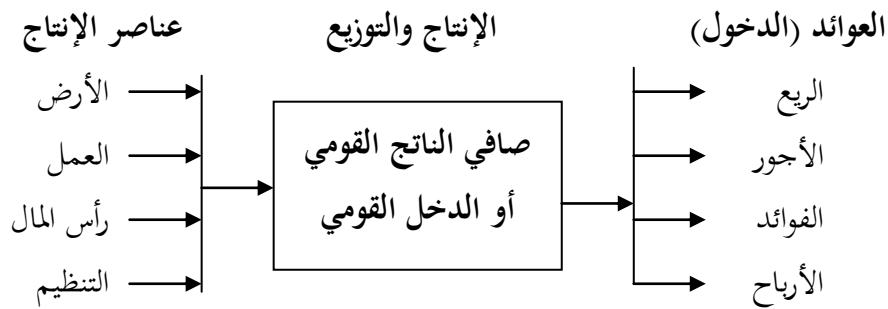 عناصر الإنتاج
الإنتاج والتوزيع
العوائد (الدخول)
الأرض
العمل
رأس المال
التنظيم
صافي الناتج القومي
أو الدخل القومي
الريع
الأجور
الفوائد
الأرباح